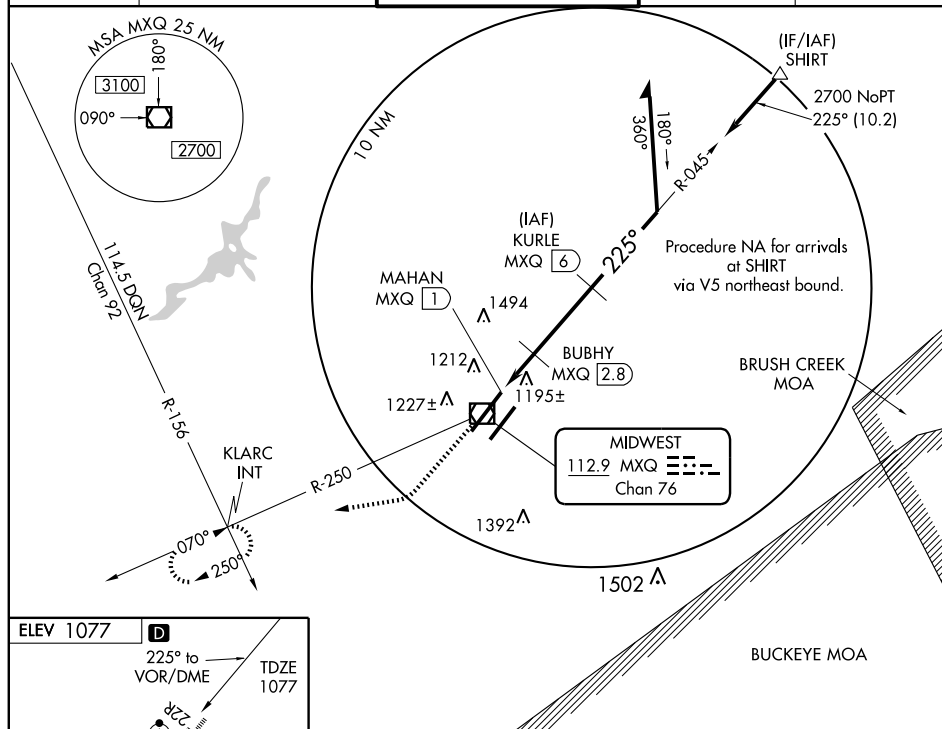 MSA MXQ 25 NM
180°
3100
090°
2700
10 NM
(IF/IAF)
SHIRT
2700 NoPT
225° (10.2)
180°
360°
R-045
(IAF)
KURLE
MXQ 6
225°
Procedure NA for arrivals
at SHIRT
via V5 northeast bound.
114.5 DQN
Chan 92
MAHAN
MXQ 1
1494
1212
BUBHY
MXQ 2.8
1195±
1227±
BRUSH CREEK
MOA
R-156
KLARC
INT
R-250
MIDWEST
112.9 MXQ
Chan 76
070°
250°
1392
1502
BUCKEYE MOA
ELEV 1077
D
225° to
VOR/DME
TDZE
1077
22R